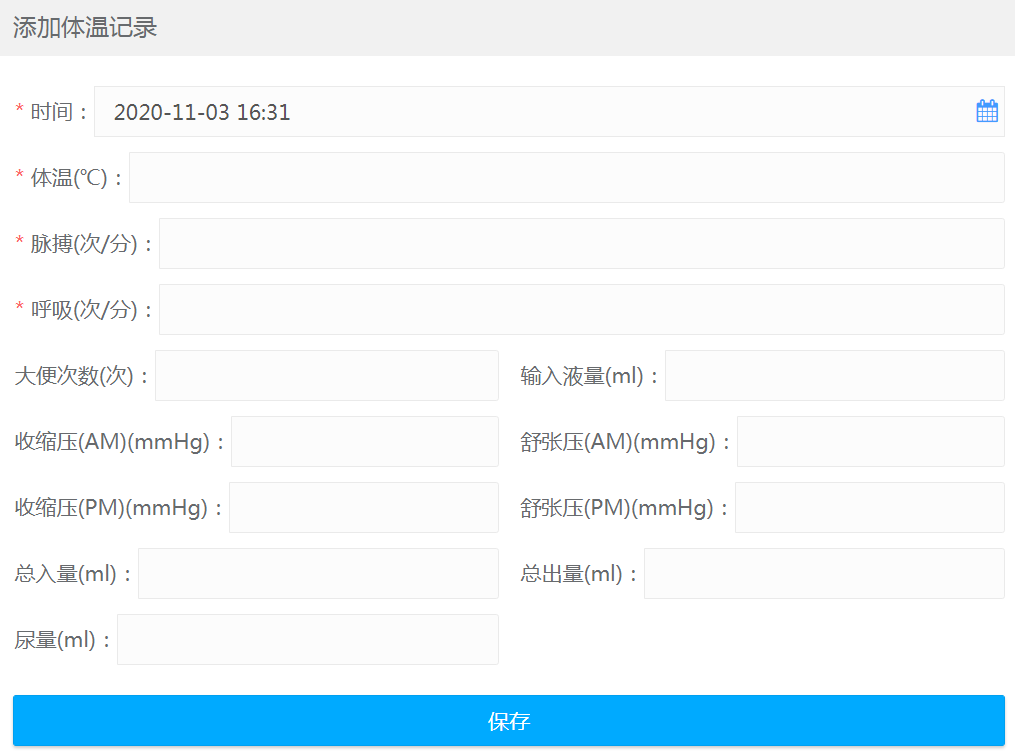 添加体温记录
* 时间： 2020-11-03 16:31
* 体温(℃)：
* 脉搏(次/分)：
* 呼吸(次/分)：
大便次数(次)： 输入液量(ml)：
收缩压(AM)(mmHg)： 舒张压(AM)(mmHg)：
收缩压(PM)(mmHg)： 舒张压(PM)(mmHg)：
总入量(ml)： 总出量(ml)：
尿量(ml)：
保存